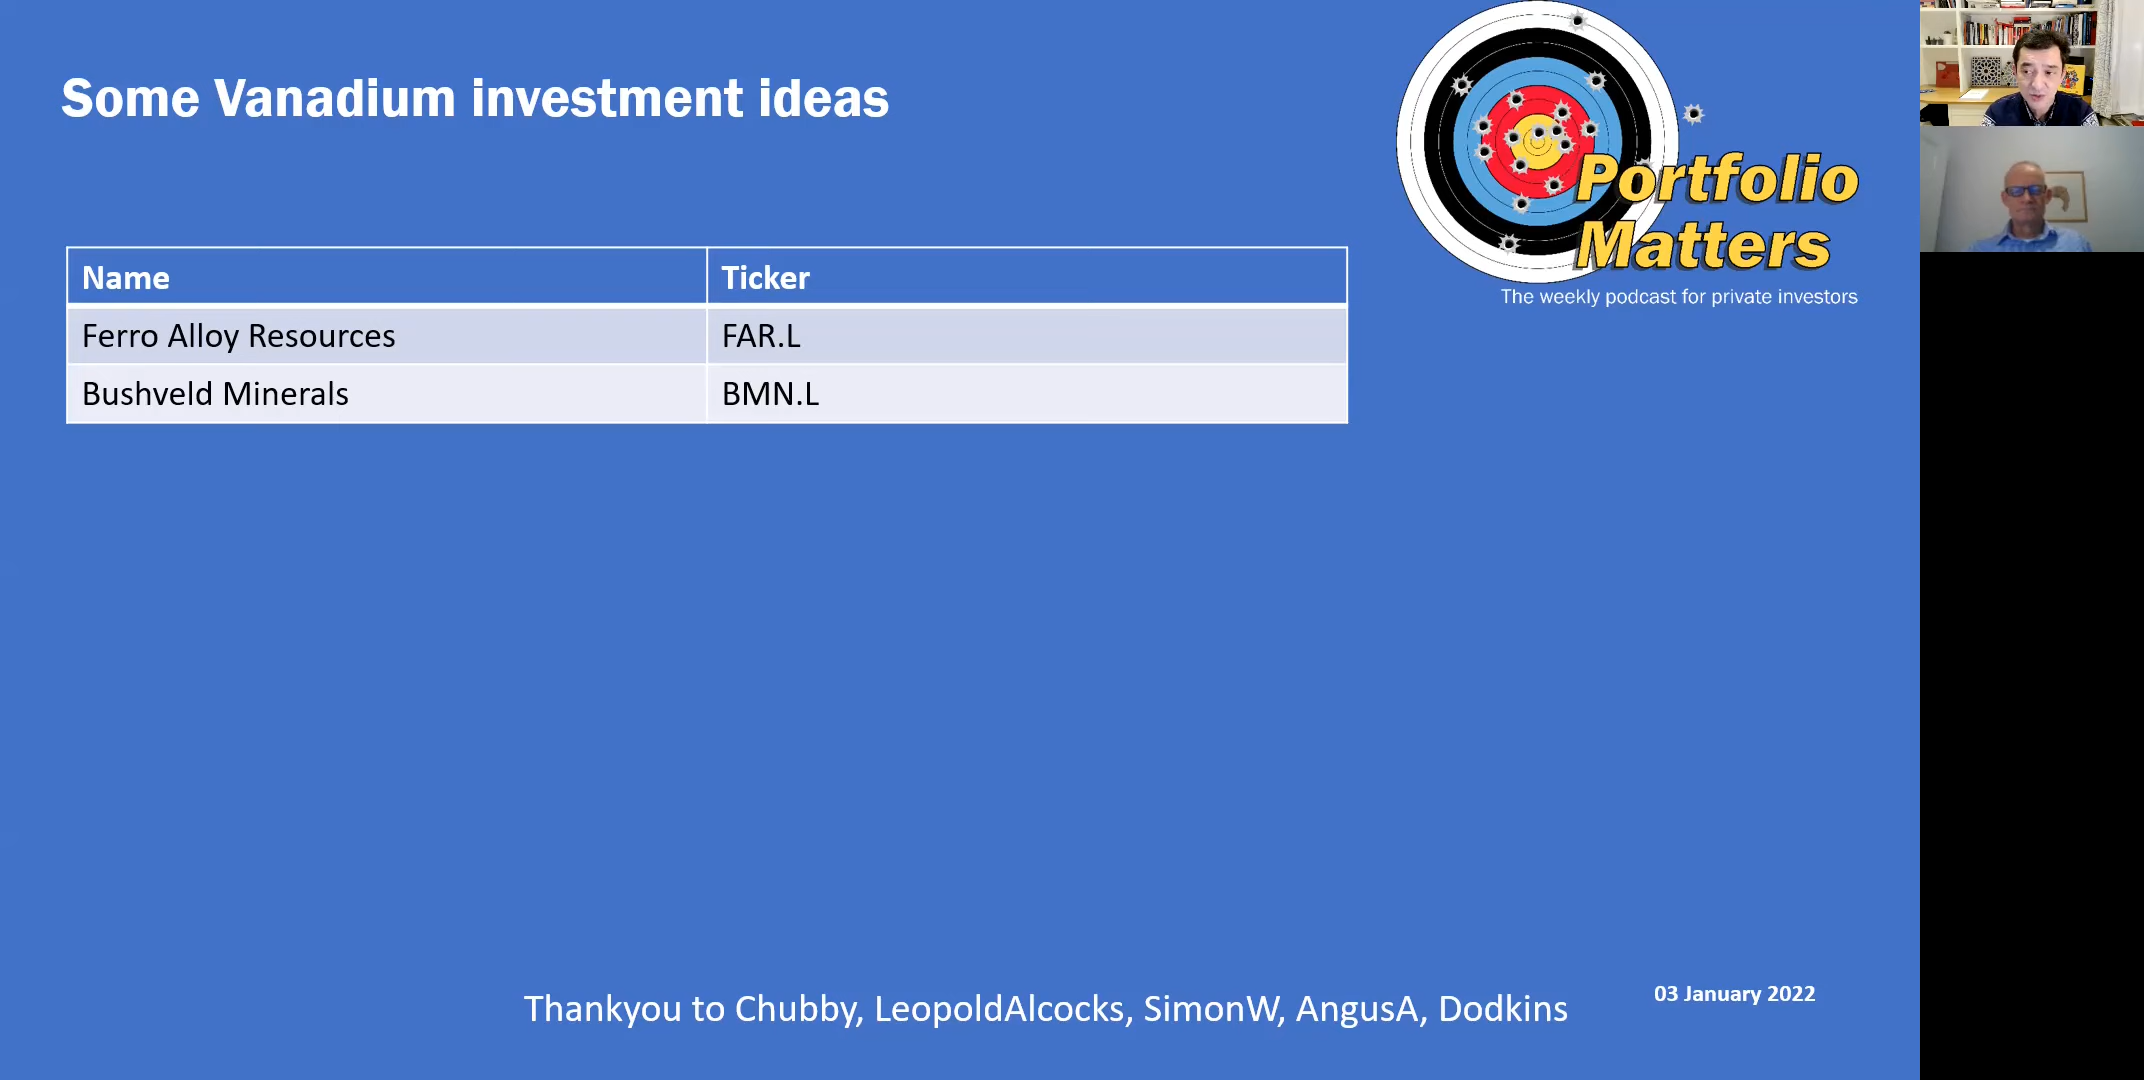 Some Vanadium investment ideas
Portfolio
Matters
The weekly podcast for private investors
Name Ticker
Ferro Alloy Resources FAR.L
Bushveld Minerals BMN.L
Thankyou to Chubby, LeopoldAlcocks, SimonW, AngusA, Dodkins
03 January 2022